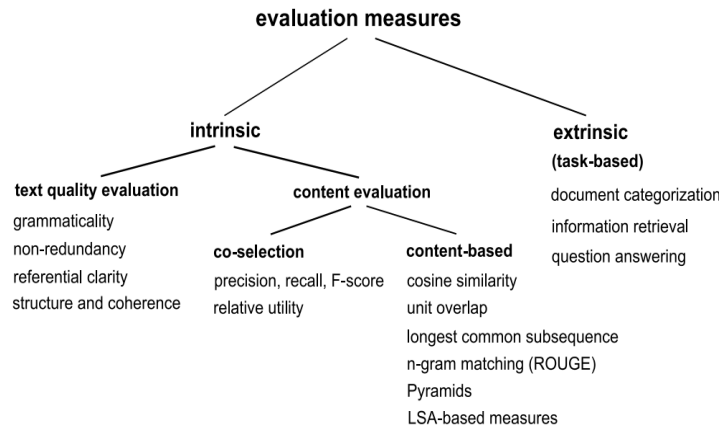 evaluation measures
intrinsic
extrinsic
(task-based)
text quality evaluation
grammaticality
non-redundancy
referential clarity
structure and coherence
content evaluation
co-selection
precision, recall, F-score
relative utility
content-based
cosine similarity
unit overlap
longest common subsequence
n-gram matching (ROUGE)
Pyramids
LSA-based measures
document categorization
information retrieval
question answering